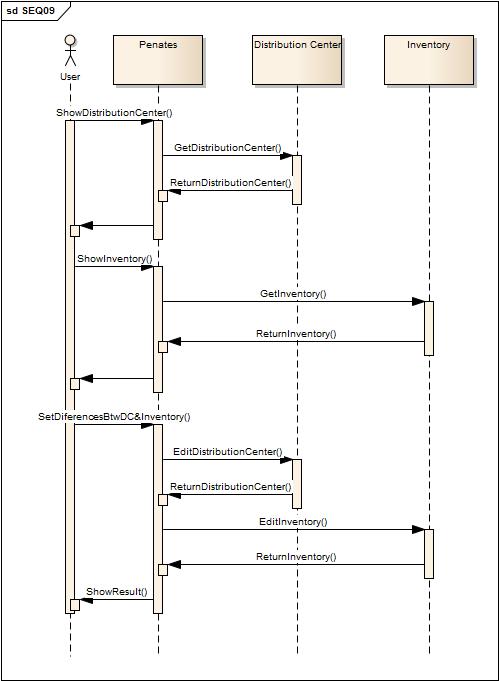 sd SEQ09
User
Penates
Distribution Center
Inventory
ShowDistributionCenter()
GetDistributionCenter()
ReturnDistributionCenter()
ShowInventory()
GetInventory()
ReturnInventory()
SetDiferencesBtwDC&Inventory()
EditDistributionCenter()
ReturnDistributionCenter()
EditInventory()
ReturnInventory()
ShowResult()